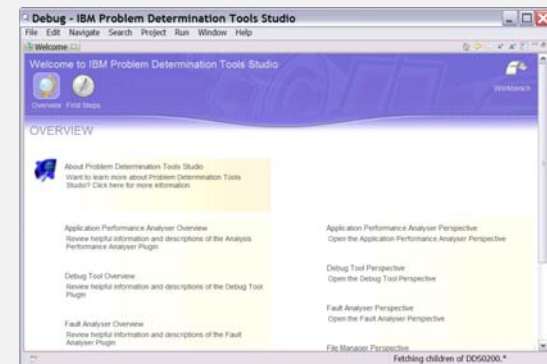 Debug - IBM Problem Determination Tools Studio
File Edit Navigate Search Project Run Window Help
Welcome
Welcome to IBM Problem Determination Tools Studio
Overview First Steps
Workbench
OVERVIEW
About Problem Determination Tools Studio
Want to learn more about Problem Determination Tools
Studio? Click here for more information.
Application Performance Analyser Overview
Review helpful information and descriptions of the Analysis
Performance Analyser Plugin
Debug Tool Overview
Review helpful information and descriptions of the Debug Tool
Plugin
Fault Analyser Overview
Review helpful information and descriptions of the Fault
Analyser Plugin
Application Performance Analyser Perspective
Open the Application Performance Analyser Perspective
Debug Tool Perspective
Open the Debug Tool Perspective
Fault Analyser Perspective
Open the Fault Analyser Perspective
File Manager Perspective
Fetching children of DDS0200.*